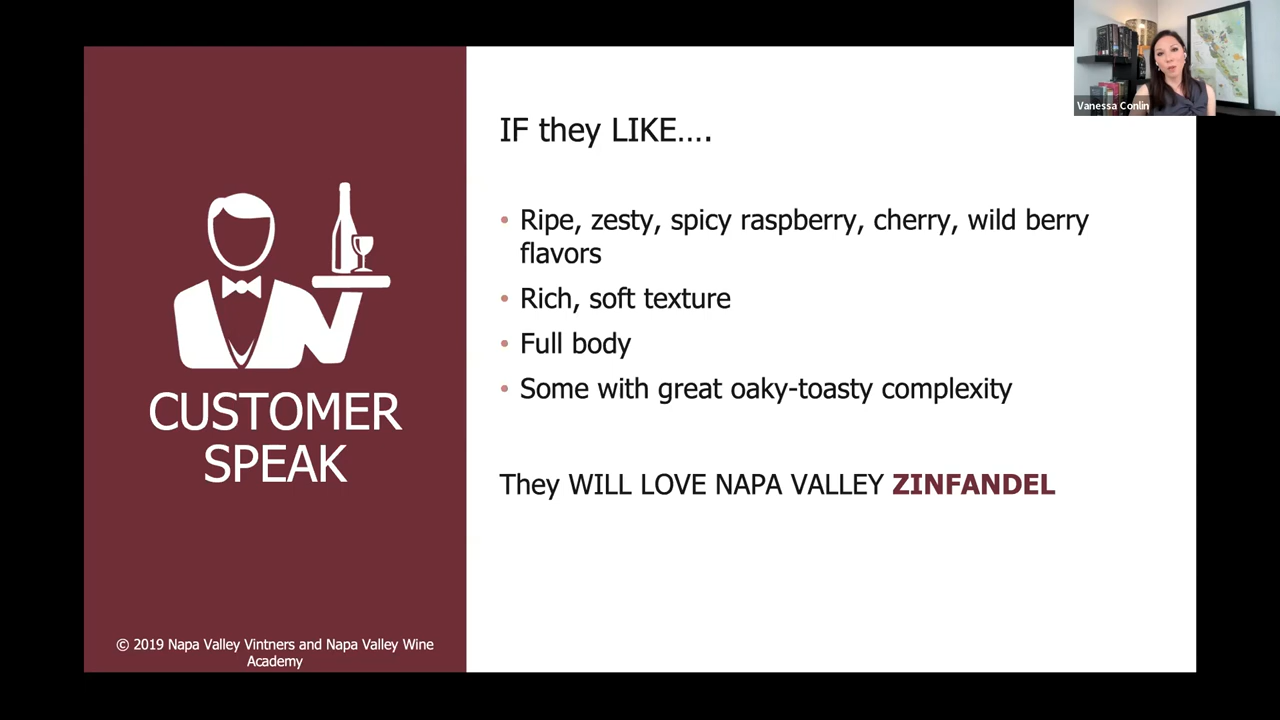 Vanessa Conlin
IF they LIKE….
• Ripe, zesty, spicy raspberry, cherry, wild berry
flavors
• Rich, soft texture
• Full body
• Some with great oaky-toasty complexity
They WILL LOVE NAPA VALLEY ZINFANDEL
CUSTOMER
SPEAK
© 2019 Napa Valley Vintners and Napa Valley Wine
Academy